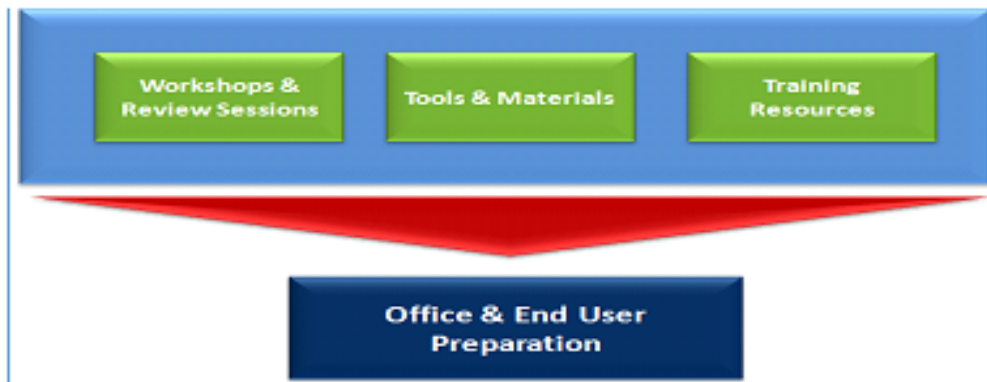 Workshops &
Review Sessions
Tools & Materials
Training
Resources
Office & End User
Preparation